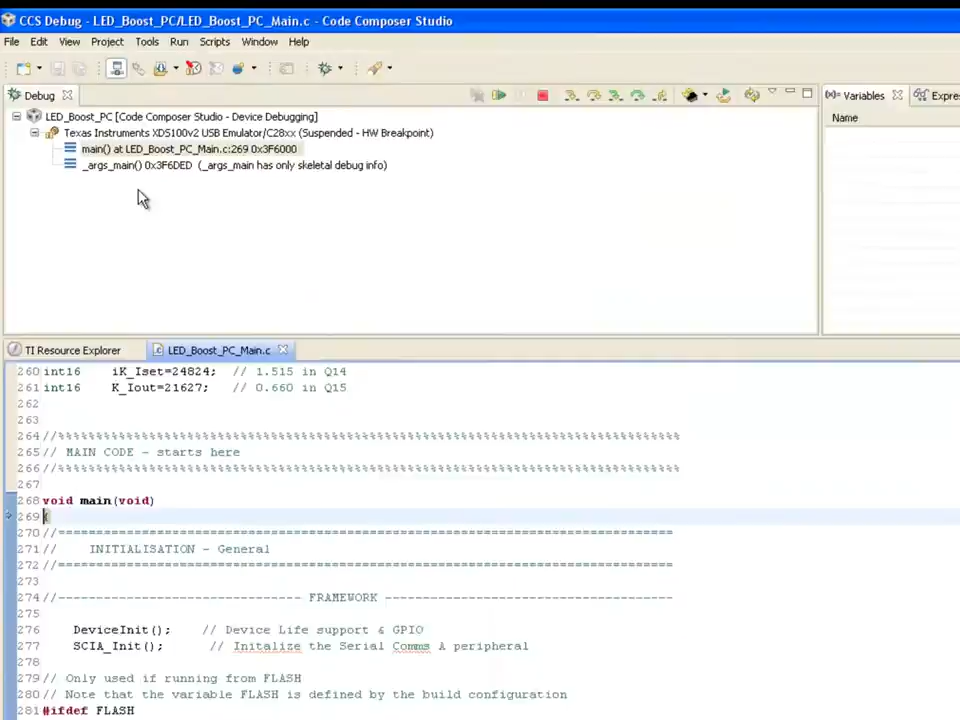 CCS Debug - LED_Boost_PC/LED_Boost_PC_Main.c - Code Composer Studio
File Edit View Project Tools Run Scripts Window Help
Debug
(x)= Variables
Expre
LED_Boost_PC [Code Composer Studio - Device Debugging]
Name
Texas Instruments XDS100v2 USB Emulator/C28xx (Suspended - HW Breakpoint)
main() at LED_Boost_PC_Main.c:269 0x3F6000
_args_main() 0x3F6DED (_args_main has only skeletal debug info)
TI Resource Explorer
LED_Boost_PC_Main.c
260 int16 iK_Iset=24824; // 1.515 in Q14
261 int16 K_Iout=21627; // 0.660 in Q15
262
263
264 //%%%%%%%%%%%%%%%%%%%%%%%%%%%%%%%%%%%%%%%%%%%%%%%%%%%%%%%%%%%%%%%%%%%%%%%%%%%%%%%%%%
265 // MAIN CODE - starts here
266 //%%%%%%%%%%%%%%%%%%%%%%%%%%%%%%%%%%%%%%%%%%%%%%%%%%%%%%%%%%%%%%%%%%%%%%%%%%%%%%%%%%
267
268 void main(void)
269 {
270 //================================================================================
271 // INITIALISATION - General
272 //================================================================================
273
274 //-------------------------------- FRAMEWORK --------------------------------------
275
276 DeviceInit(); // Device Life support & GPIO
277 SCIA_Init(); // Initalize the Serial Comms A peripheral
278
279 // Only used if running from FLASH
280 // Note that the variable FLASH is defined by the build configuration
281 #ifdef FLASH